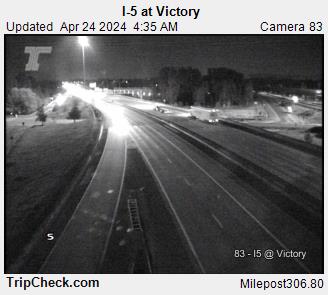 I-5 at Victory
Updated Apr 24 2024 4:35 AM Camera 83
T
S
83 - I5 @ Victory
TripCheck.com Milepost306.80